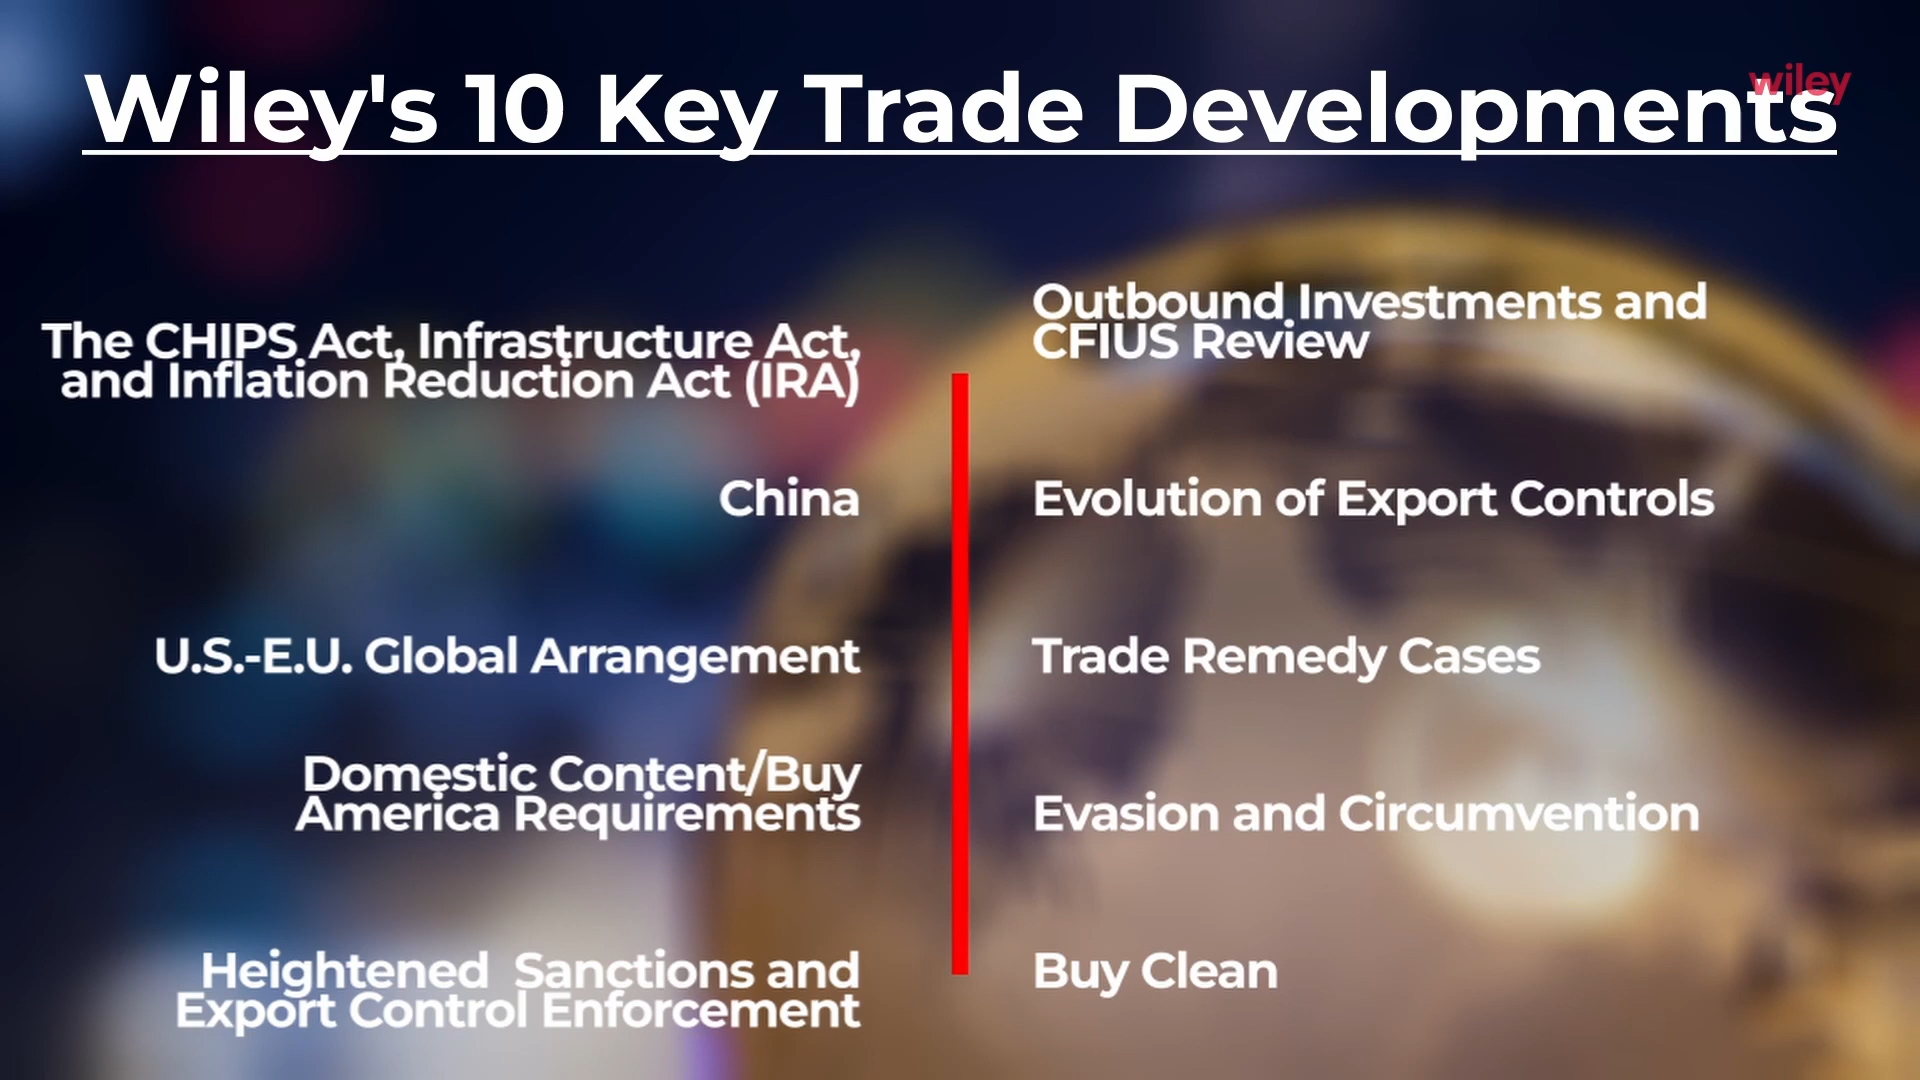 Wiley's 10 Key Trade Developments
wiley
The CHIPS Act, Infrastructure Act,
and Inflation Reduction Act (IRA)
China
U.S.-E.U. Global Arrangement
Domestic Content/Buy
America Requirements
Heightened  Sanctions and
Export Control Enforcement
Outbound Investments and
CFIUS Review
Evolution of Export Controls
Trade Remedy Cases
Evasion and Circumvention
Buy Clean